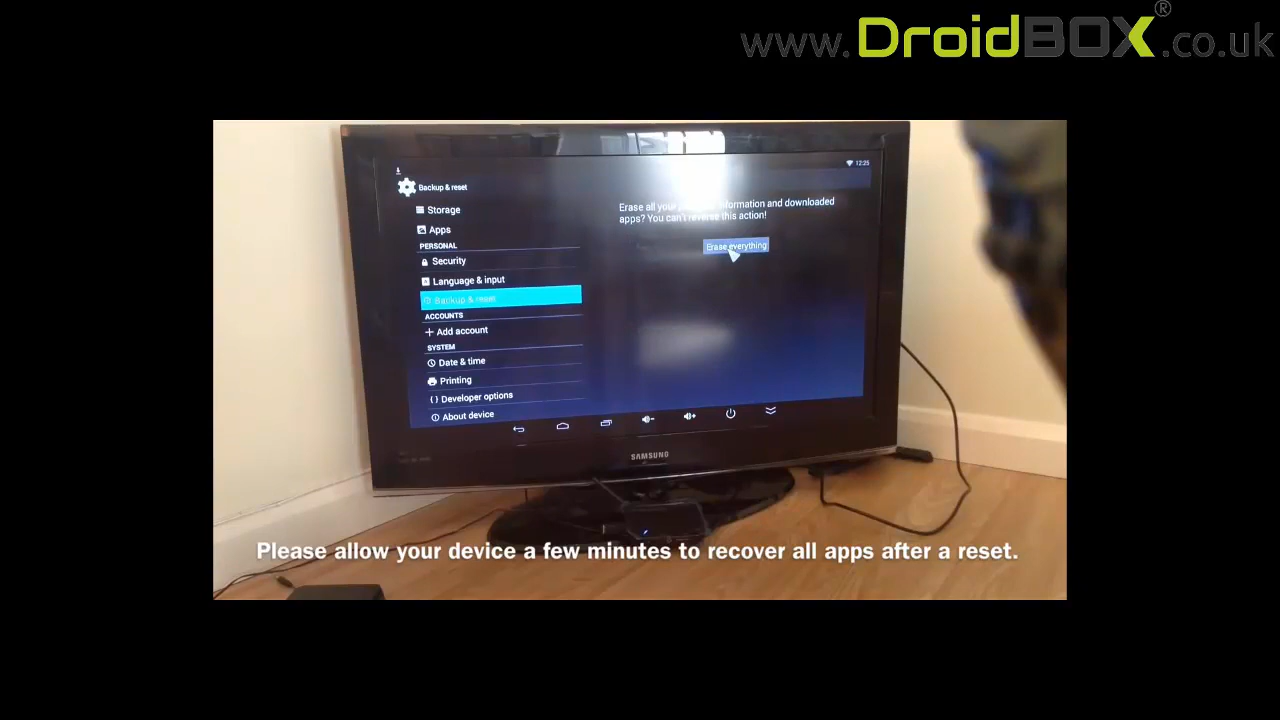 www.DroidBOX®.co.uk
12:25
Backup & reset
Storage
Apps
PERSONAL
Security
Language & input
Backup & reset
ACCOUNTS
+ Add account
SYSTEM
Date & time
Printing
{} Developer options
About device
Erase all your information and downloaded
apps? You can't reverse this action!
Erase everything
SAMSUNG
Please allow your device a few minutes to recover all apps after a reset.